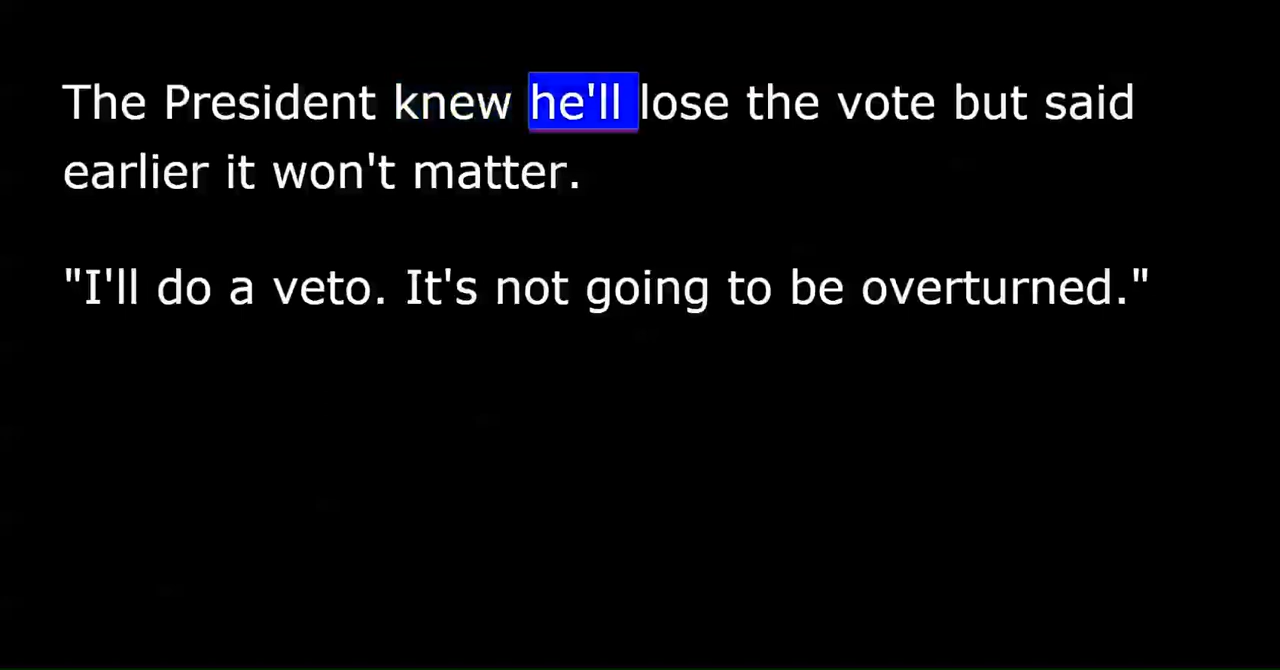 The President knew he'll lose the vote but said
earlier it won't matter.
"I'll do a veto. It's not going to be overturned."